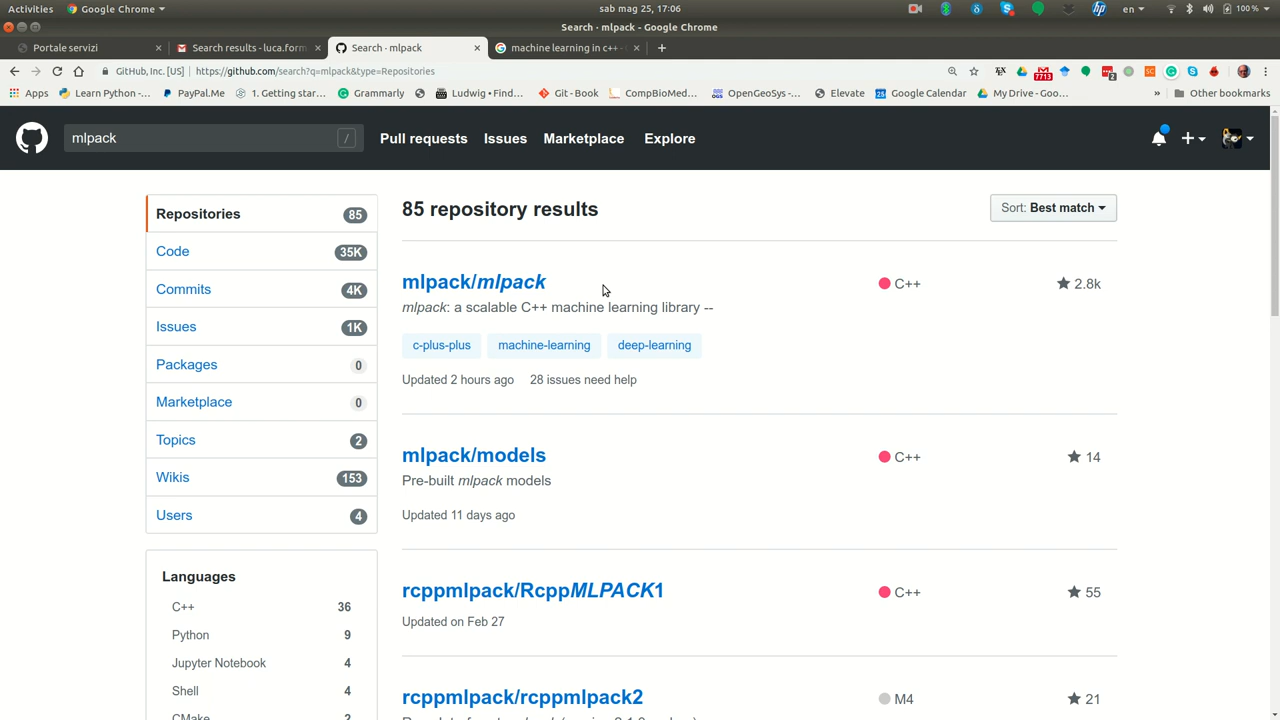 Activities Google Chrome sab mag 25, 17:06 en 100 %
Search · mlpack - Google Chrome
Portale servizi × Search results - luca.form × Search · mlpack × machine learning in c++ - × +
GitHub, Inc. [US] https://github.com/search?q=mlpack&type=Repositories 7713 2
Apps Learn Python -... PayPal.Me 1. Getting star... Grammarly Ludwig • Find... Git - Book CompBioMed... OpenGeoSys -... Elevate Google Calendar My Drive - Goo... » Other bookmarks
mlpack / Pull requests Issues Marketplace Explore
Repositories 85
Code 35K
Commits 4K
Issues 1K
Packages 0
Marketplace 0
Topics 2
Wikis 153
Users 4
Languages
C++ 36
Python 9
Jupyter Notebook 4
Shell 4
CMake 2
85 repository results Sort: Best match
mlpack/mlpack C++ 2.8k
mlpack: a scalable C++ machine learning library --
c-plus-plus machine-learning deep-learning
Updated 2 hours ago 28 issues need help
mlpack/models C++ 14
Pre-built mlpack models
Updated 11 days ago
rcppmlpack/RcppMLPACK1 C++ 55
Updated on Feb 27
rcppmlpack/rcppmlpack2 M4 21